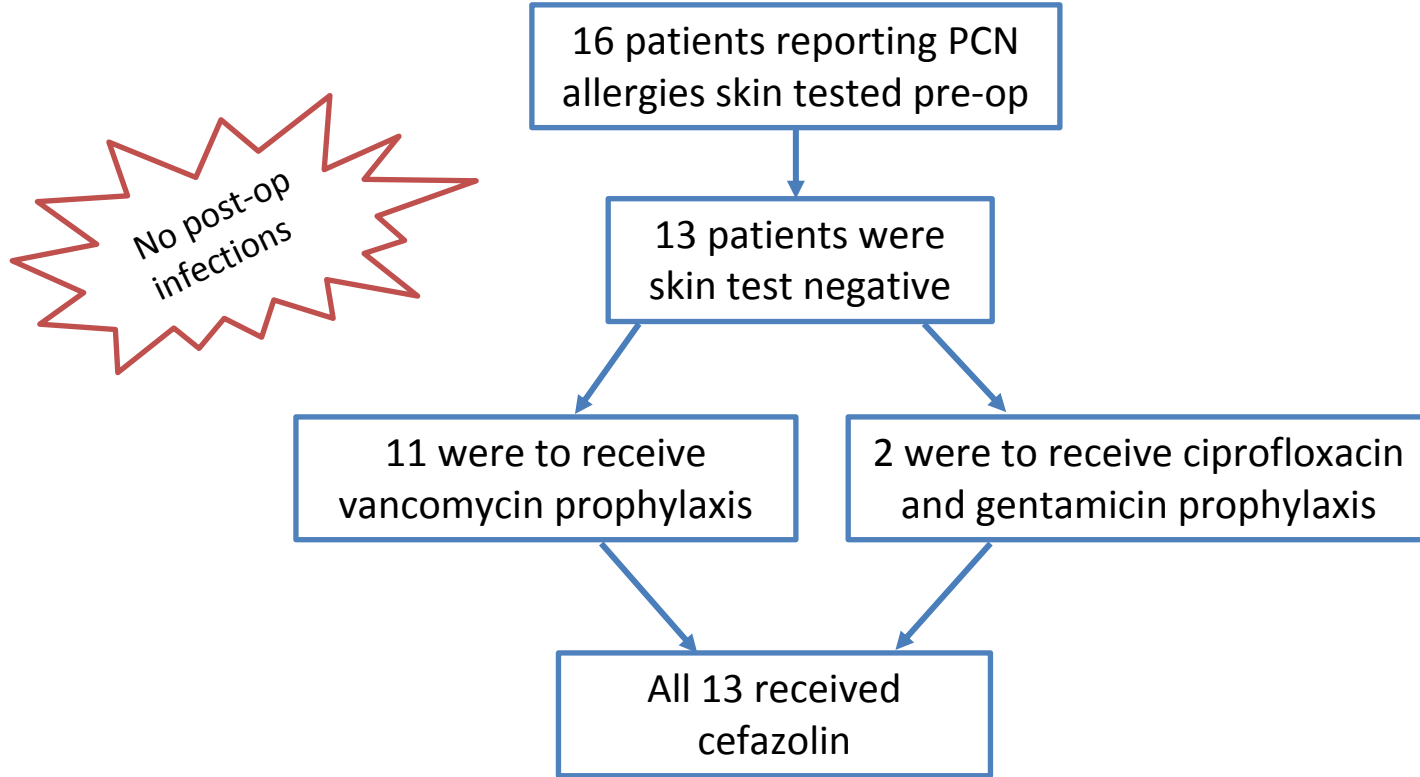 16 patients reporting PCN
allergies skin tested pre-op
No post-op
infections
13 patients were
skin test negative
11 were to receive
vancomycin prophylaxis
2 were to receive ciprofloxacin
and gentamicin prophylaxis
All 13 received
cefazolin